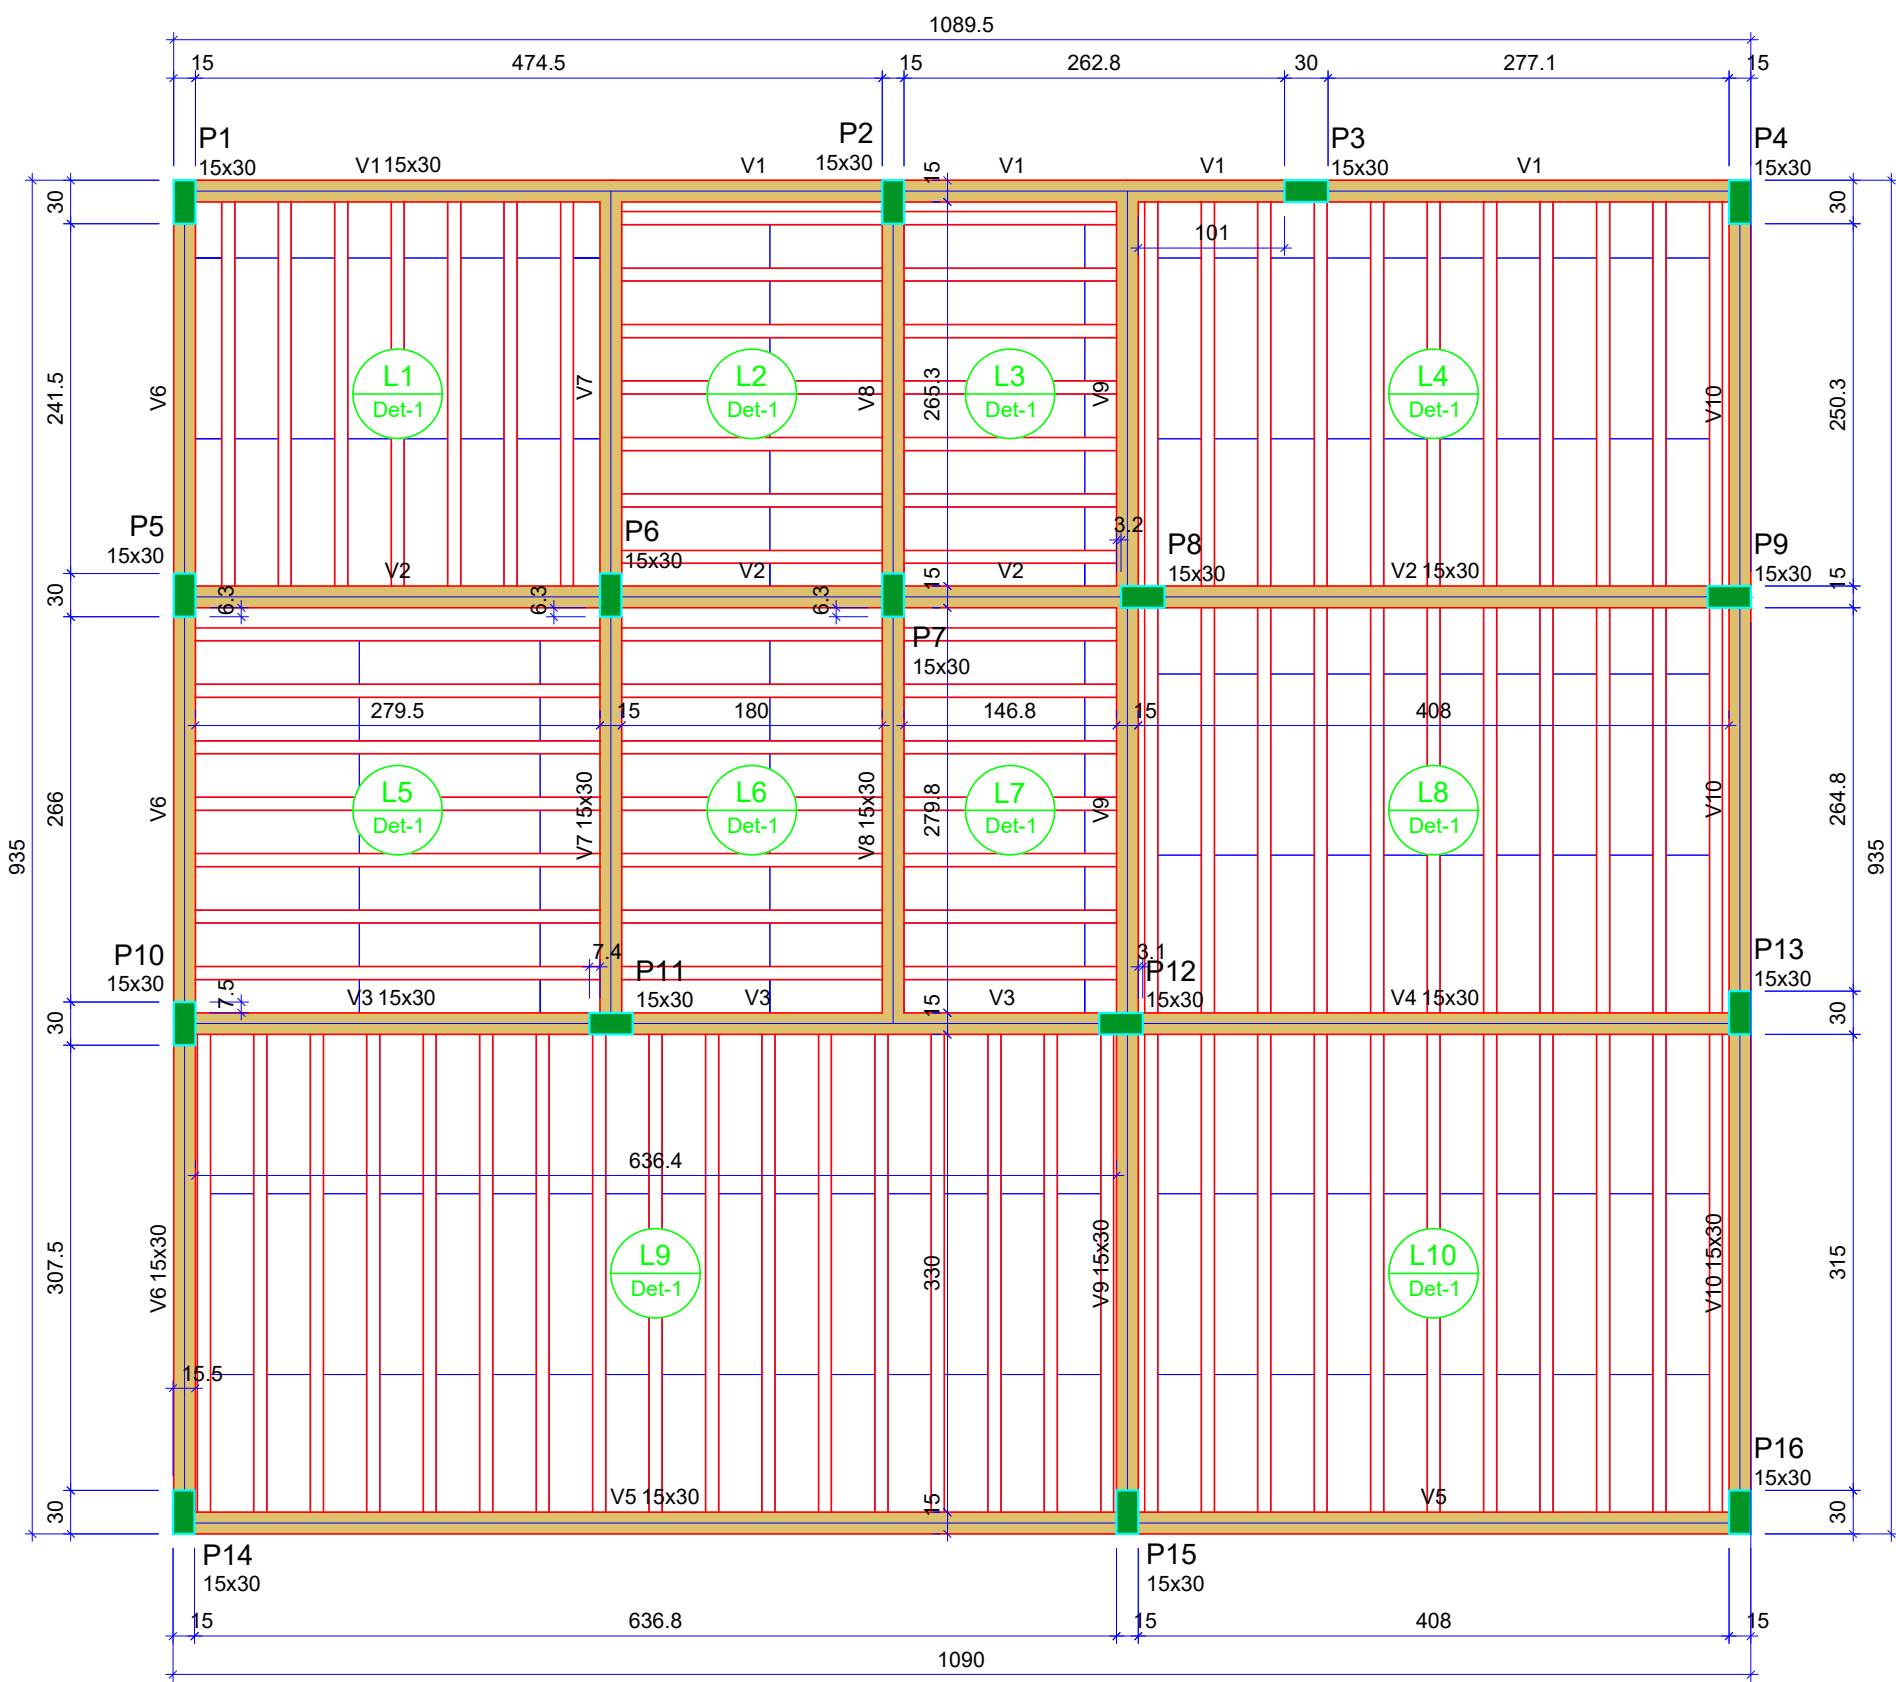 1089.5
15 474.5 15 262.8 30 277.1 15
P1
15x30
V1 15x30
V1
P2
15x30
15
V1
V1
P3
15x30
V1
P4
15x30
30
30
101
241.5
V6
L1
Det-1
V7
L2
Det-1
V8
265.3
L3
Det-1
V9
L4
Det-1
V10
250.3
P5
15x30
V2
P6
15x30
V2
15
V2
3.2
P8
15x30
V2 15x30
P9
15x30
15
30
6.3
6.3
6.3
P7
15x30
279.5 15 180 146.8 15 408
266
V6
L5
Det-1
V7 15x30
L6
Det-1
V8 15x30
279.8
L7
Det-1
V9
L8
Det-1
V10
264.8
935
935
P10
15x30
7.5
V3 15x30
7.4
P11
15x30
V3
15
V3
3.1
P12
15x30
V4 15x30
P13
15x30
30
30
636.4
307.5
V6 15x30
L9
Det-1
330
V9 15x30
L10
Det-1
V10 15x30
315
15.5
30
V5 15x30
15
V5
P16
15x30
30
P14
15x30
P15
15x30
15 636.8 15 408 15
1090